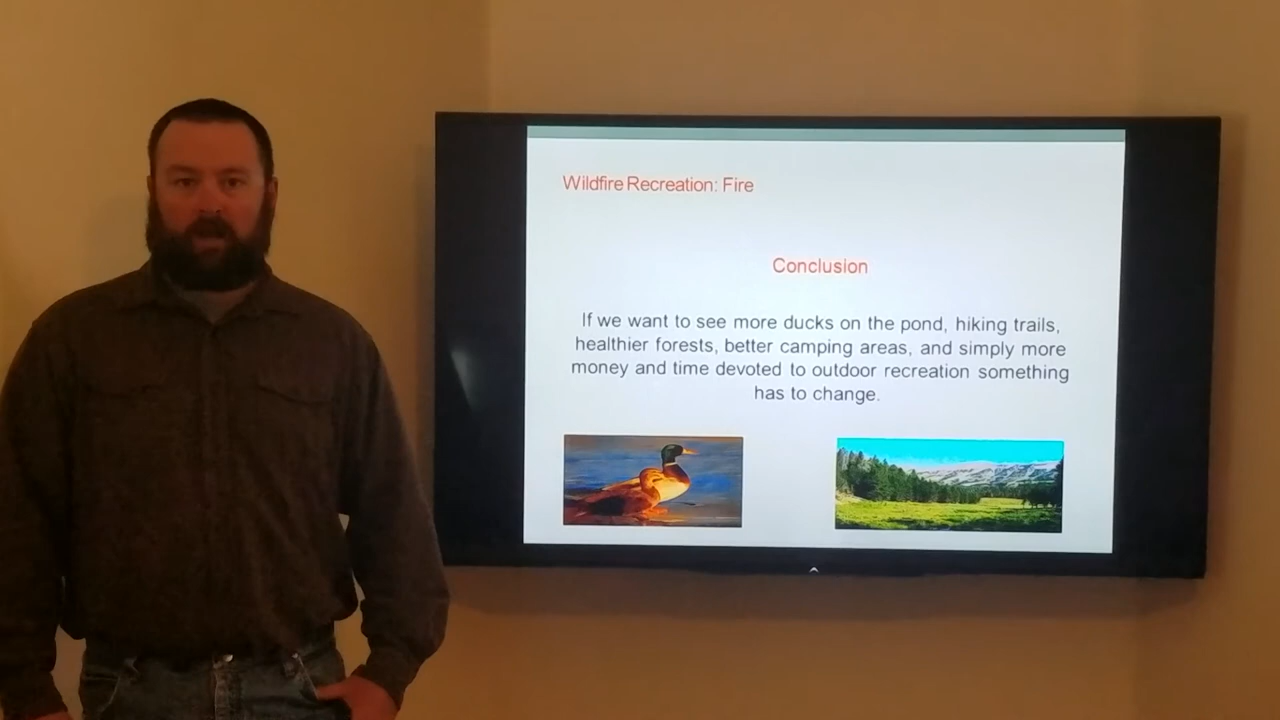 Wildfire Recreation: Fire
Conclusion
If we want to see more ducks on the pond, hiking trails,
healthier forests, better camping areas, and simply more
money and time devoted to outdoor recreation something
has to change.